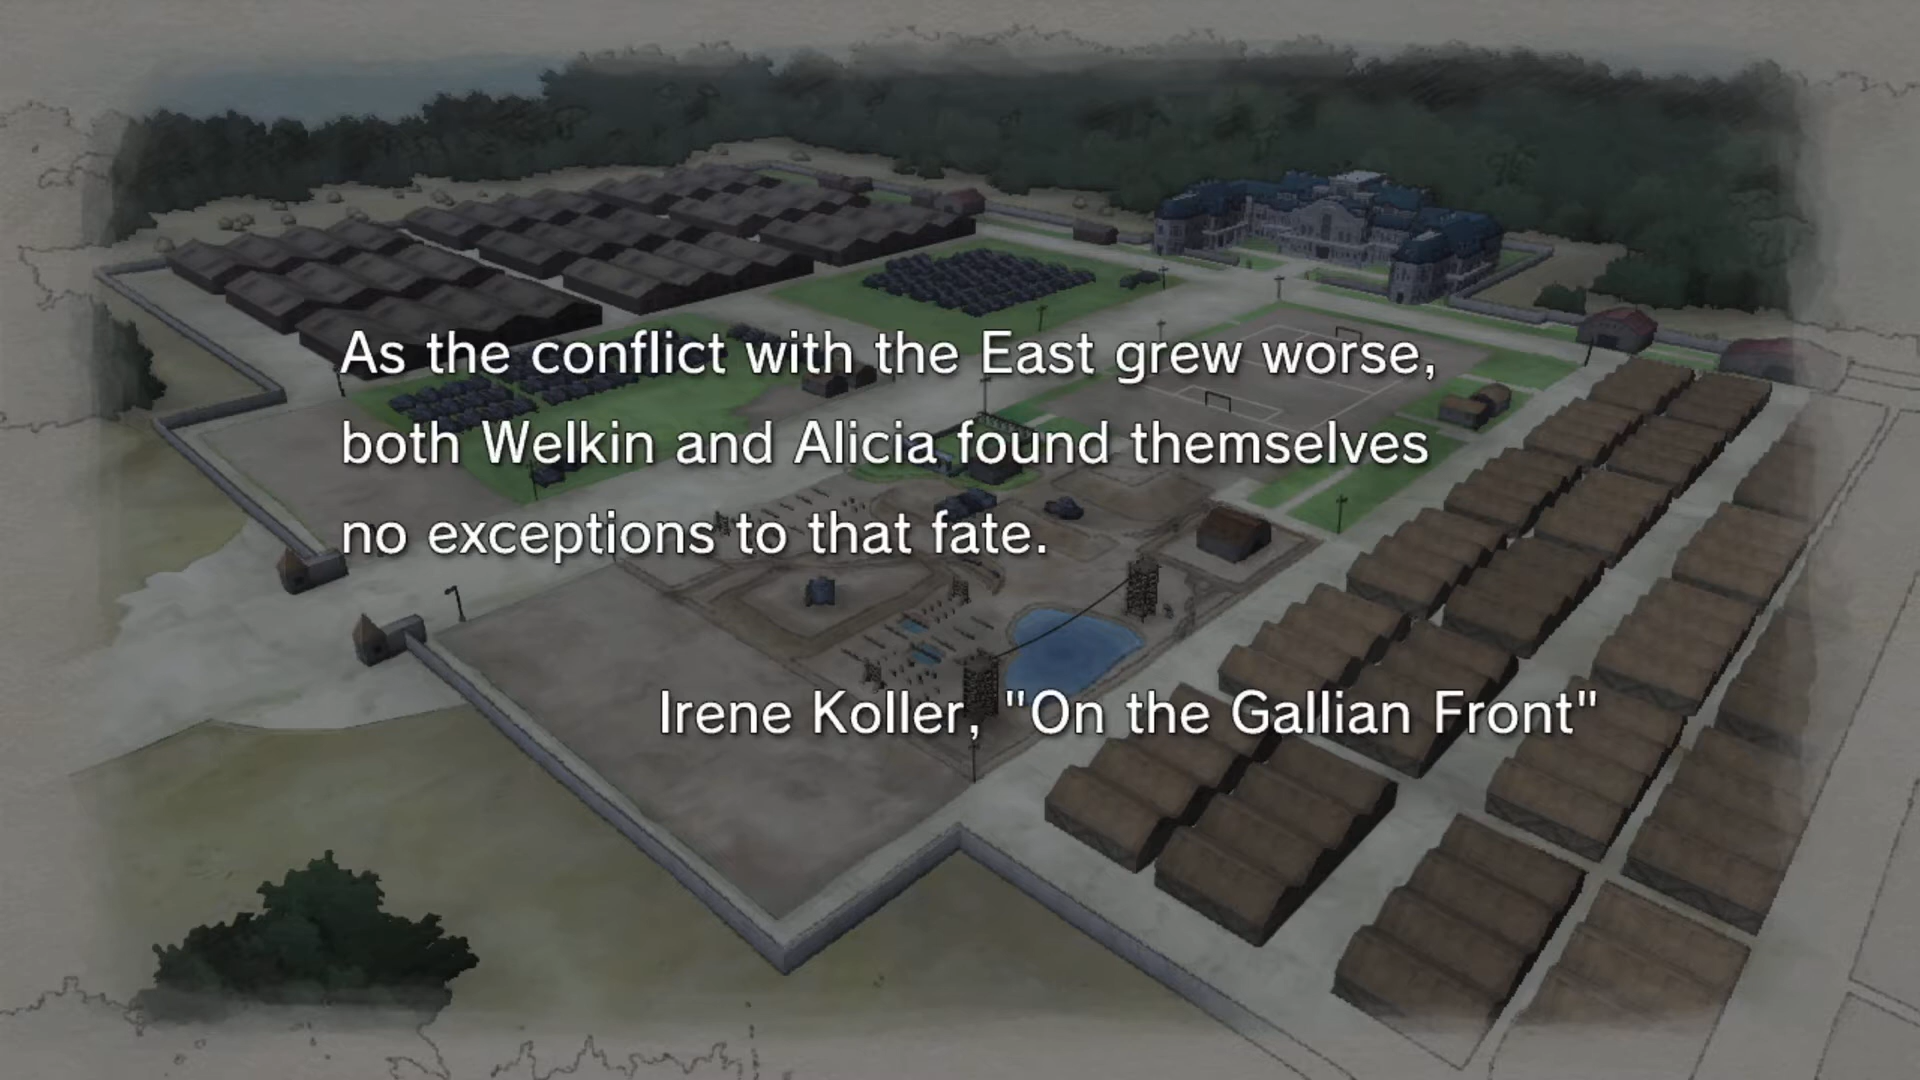 As the conflict with the East grew worse,
both Welkin and Alicia found themselves
no exceptions to that fate.
Irene Koller, "On the Gallian Front"